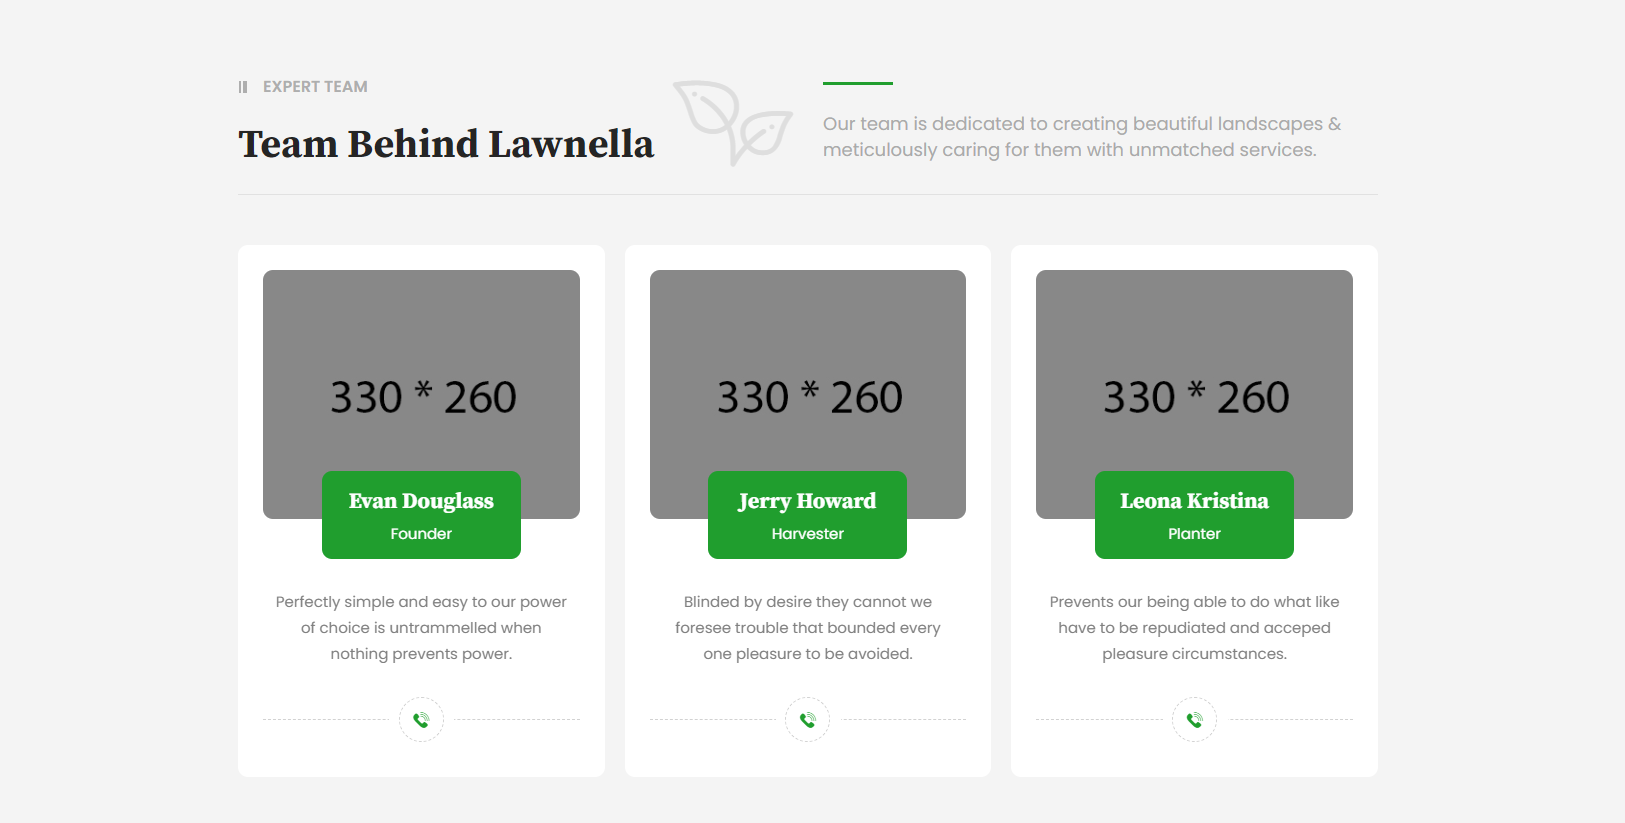 EXPERT TEAM
Team Behind Lawnella
Our team is dedicated to creating beautiful landscapes &
meticulously caring for them with unmatched services.
330 * 260
Evan Douglass
Founder
Perfectly simple and easy to our power
of choice is untrammelled when
nothing prevents power.
330 * 260
Jerry Howard
Harvester
Blinded by desire they cannot we
foresee trouble that bounded every
one pleasure to be avoided.
330 * 260
Leona Kristina
Planter
Prevents our being able to do what like
have to be repudiated and acceped
pleasure circumstances.